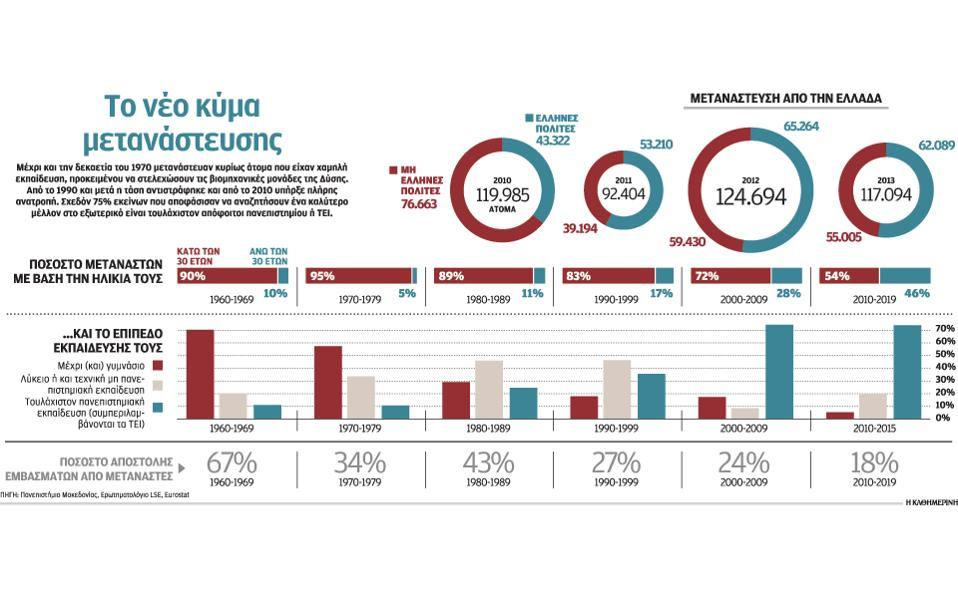 Το νέο κύμα
μετανάστευσης
Μέχρι και την δεκαετία του 1970 μετανάστευαν κυρίως άτομα που είχαν χαμηλή
εκπαίδευση, προκειμένου να στελεχώσουν τις βιομηχανικές μονάδες της Δύσης.
Από το 1990 και μετά η τάση αντιστράφηκε και από το 2010 υπήρξε πλήρης
ανατροπή. Σχεδόν 75% εκείνων που αποφάσισαν να αναζητήσουν ένα καλύτερο
μέλλον στο εξωτερικό είναι τουλάχιστον απόφοιτοι πανεπιστημίου ή ΤΕΙ.
ΜΕΤΑΝΑΣΤΕΥΣΗ ΑΠΟ ΤΗΝ ΕΛΛΑΔΑ
ΕΛΛΗΝΕΣ
ΠΟΛΙΤΕΣ
43.322
ΜΗ
ΕΛΛΗΝΕΣ
ΠΟΛΙΤΕΣ
76.663
2010
119.985
ΑΤΟΜΑ
53.210
2011
92.404
39.194
65.264
2012
124.694
59.430
62.089
2013
117.094
55.005
ΠΟΣΟΣΤΟ ΜΕΤΑΝΑΣΤΩΝ
ΜΕ ΒΑΣΗ ΤΗΝ ΗΛΙΚΙΑ ΤΟΥΣ
ΚΑΤΩ ΤΩΝ
30 ΕΤΩΝ
ΑΝΩ ΤΩΝ
30 ΕΤΩΝ
90% 95% 89% 83% 72% 54%
10% 5% 11% 17% 28% 46%
1960-1969 1970-1979 1980-1989 1990-1999 2000-2009 2010-2019
...ΚΑΙ ΤΟ ΕΠΙΠΕΔΟ
ΕΚΠΑΙΔΕΥΣΗΣ ΤΟΥΣ
Μέχρι (και) γυμνάσιο
Λύκειο ή και τεχνική μη πανε-
πιστημιακή εκπαίδευση
Τουλάχιστον πανεπιστημιακή
εκπαίδευση (συμπεριλαμ-
βάνονται τα ΤΕΙ)
70%
60%
50%
40%
30%
20%
10%
0%
1960-1969 1970-1979 1980-1989 1990-1999 2000-2009 2010-2015
ΠΟΣΟΣΤΟ ΑΠΟΣΤΟΛΗΣ
ΕΜΒΑΣΜΑΤΩΝ ΑΠΟ ΜΕΤΑΝΑΣΤΕΣ
67% 34% 43% 27% 24% 18%
1960-1969 1970-1979 1980-1989 1990-1999 2000-2009 2010-2019
ΠΗΓΗ: Πανεπιστήμιο Μακεδονίας, Ερωτηματολόγιο LSE, Eurostat
Η ΚΑΘΗΜΕΡΙΝΗ